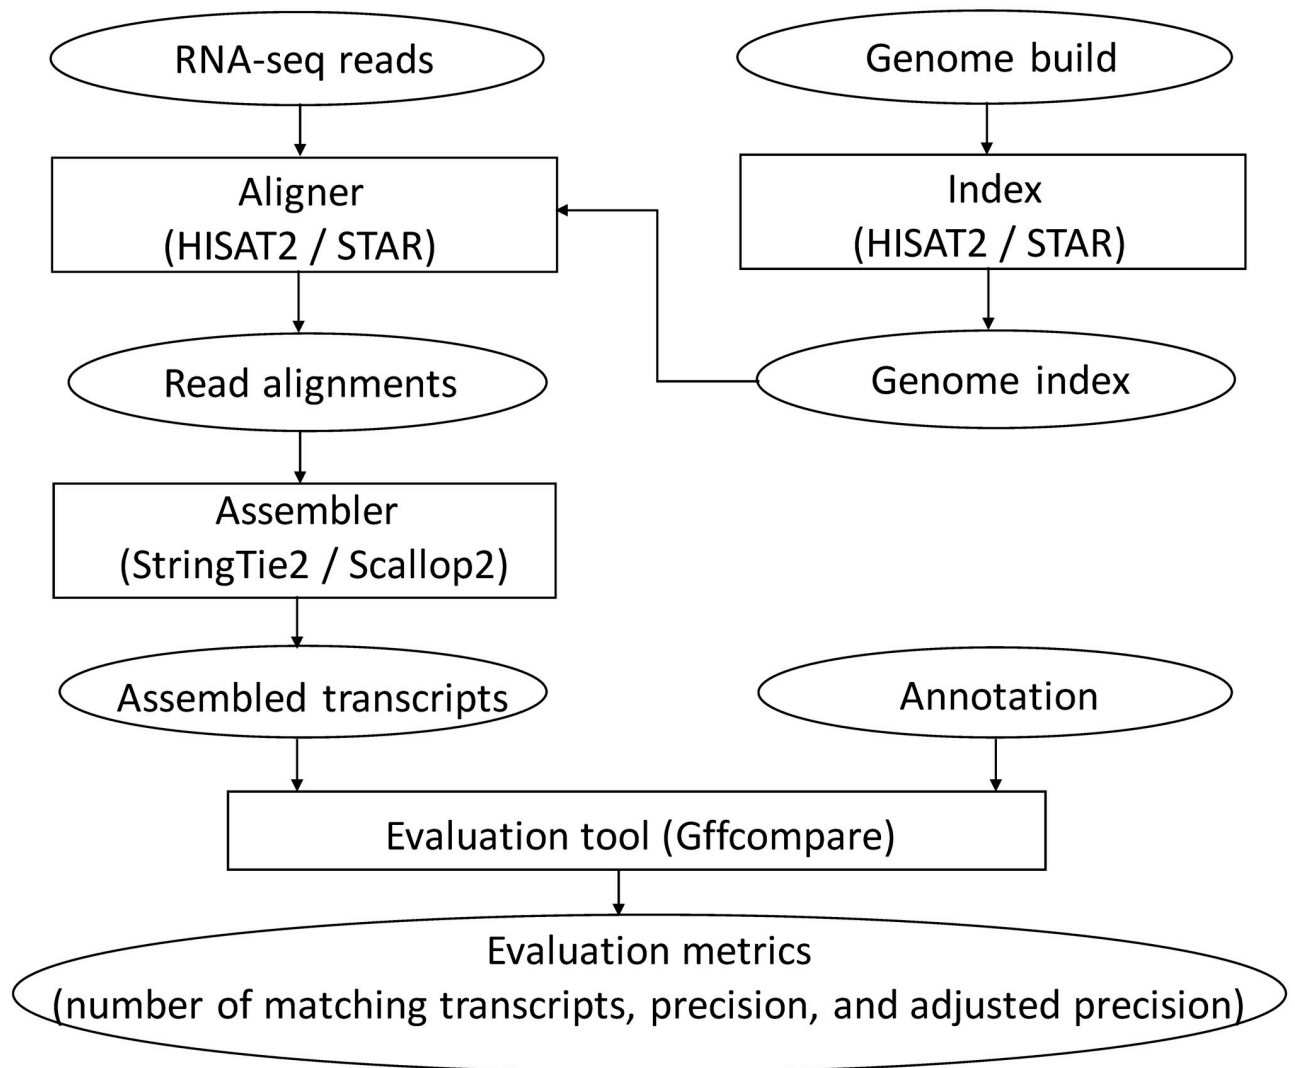 RNA-seq reads
Genome build
Aligner
(HISAT2 / STAR)
Index
(HISAT2 / STAR)
Read alignments
Genome index
Assembler
(StringTie2 / Scallop2)
Assembled transcripts
Annotation
Evaluation tool (Gffcompare)
Evaluation metrics
(number of matching transcripts, precision, and adjusted precision)